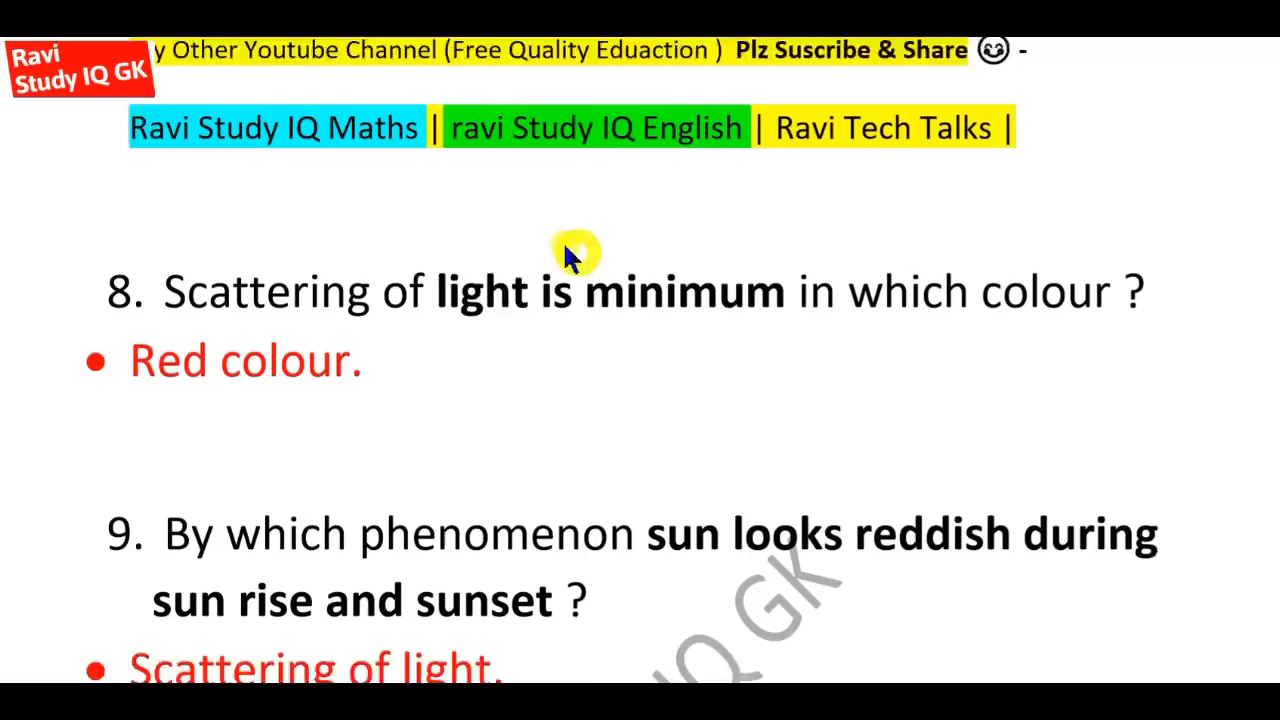 Ravi
Study IQ GK
y Other Youtube Channel (Free Quality Eduaction ) Plz Suscribe & Share 😊 -
Ravi Study IQ Maths | ravi Study IQ English | Ravi Tech Talks |
8. Scattering of light is minimum in which colour ?
• Red colour.
9. By which phenomenon sun looks reddish during
sun rise and sunset ?
• Scattering of light.
IQ GK